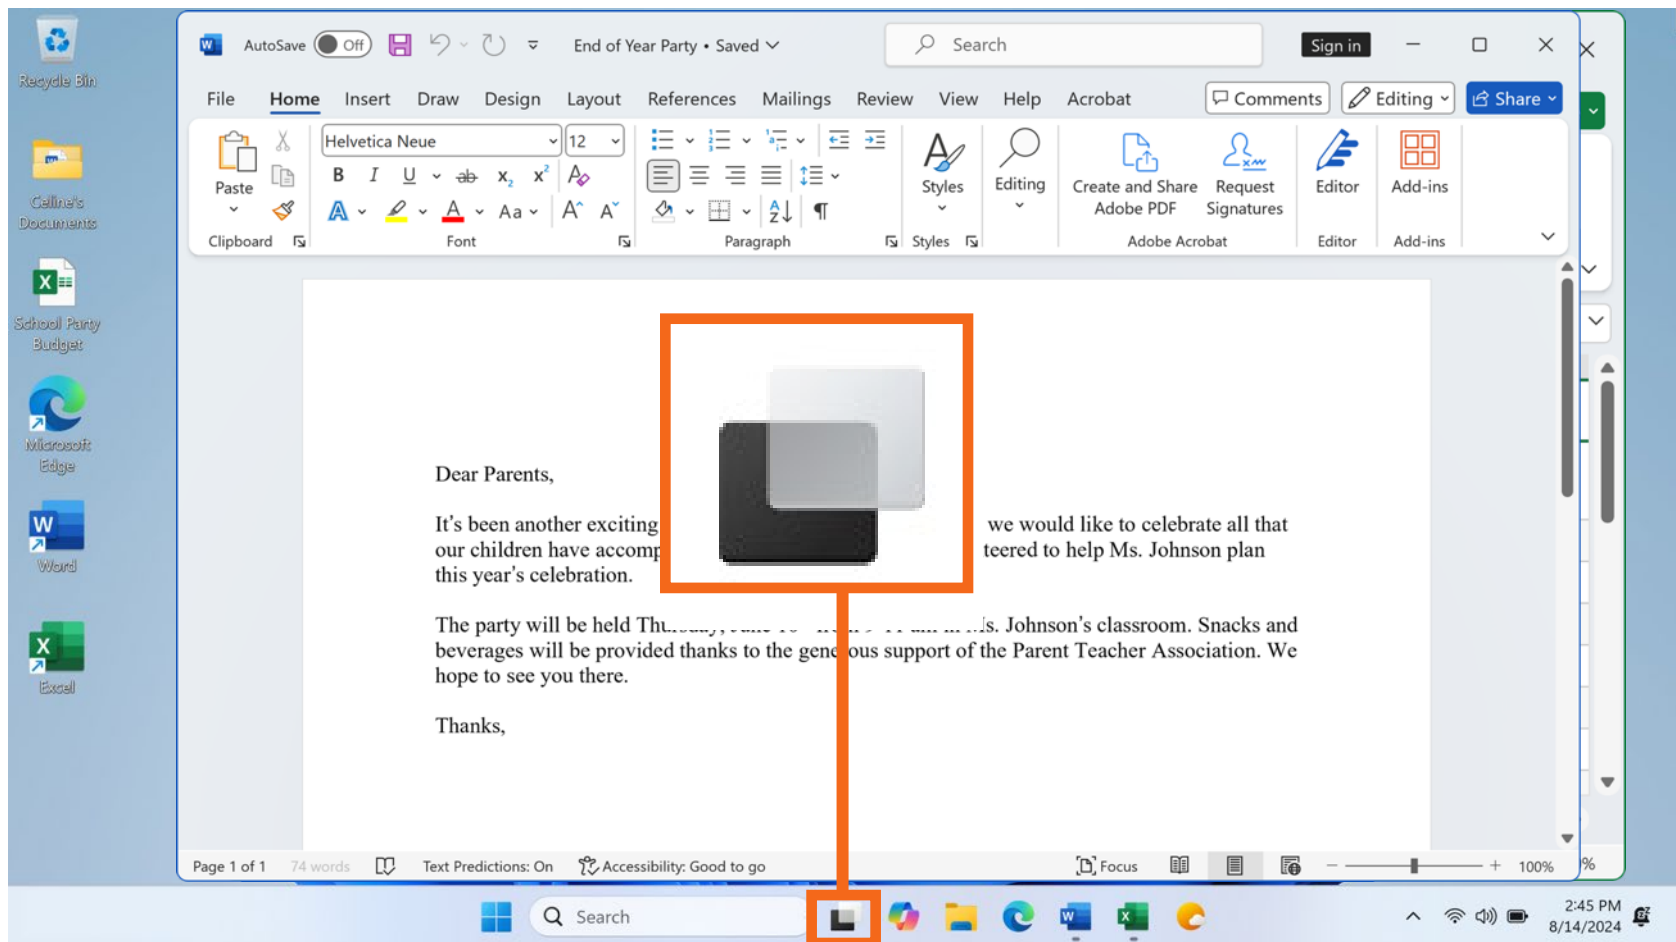 Recycle Bin
Celline's
Documents
School Party
Budget
Microsoft
Edge
Word
Excel
AutoSave Off End of Year Party • Saved Search Sign in
File Home Insert Draw Design Layout References Mailings Review View Help Acrobat Comments Editing Share
Helvetica Neue 12
Paste
Clipboard
B I U ab x₂ x²
A A Aa A A
Font
A Z
Paragraph
Styles
Styles
Editing
Create and Share
Adobe PDF
Request
Signatures
Adobe Acrobat
Editor
Editor
Add-ins
Add-ins
Dear Parents,
It's been another exciting we would like to celebrate all that
our children have accomp teered to help Ms. Johnson plan
this year's celebration.
The party will be held Johnson's classroom. Snacks and
beverages will be provided thanks to the generous support of the Parent Teacher Association. We
hope to see you there.
Thanks,
Page 1 of 1 74 words Text Predictions: On Accessibility: Good to go Focus 100% %
Search
2:45 PM
8/14/2024